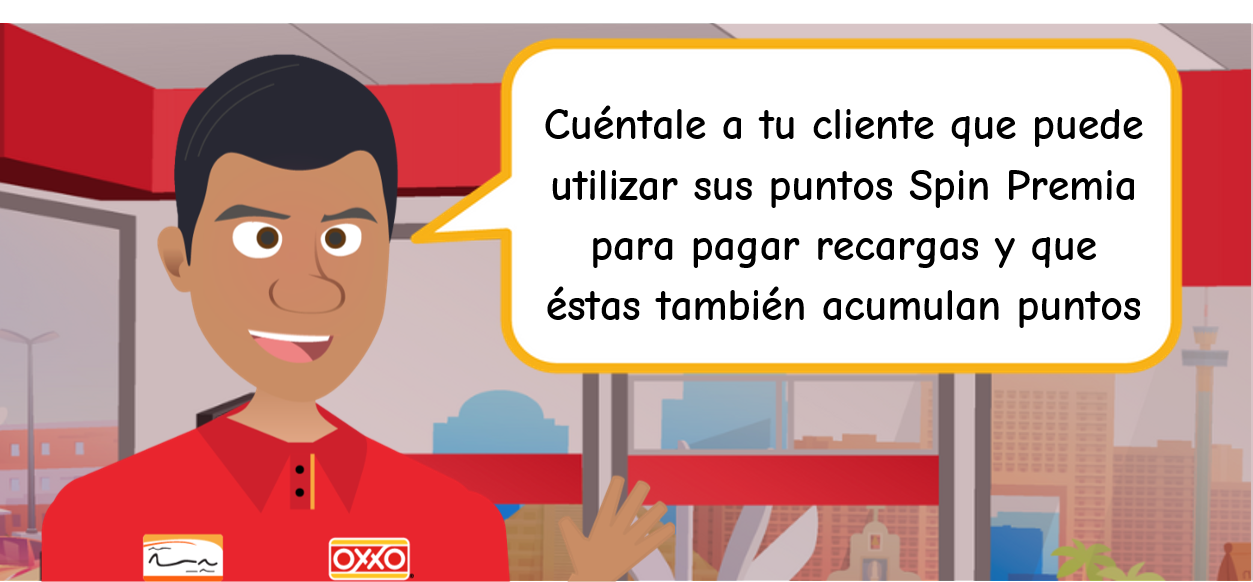 Cuéntale a tu cliente que puede
utilizar sus puntos Spin Premia
para pagar recargas y que
éstas también acumulan puntos
OXXO